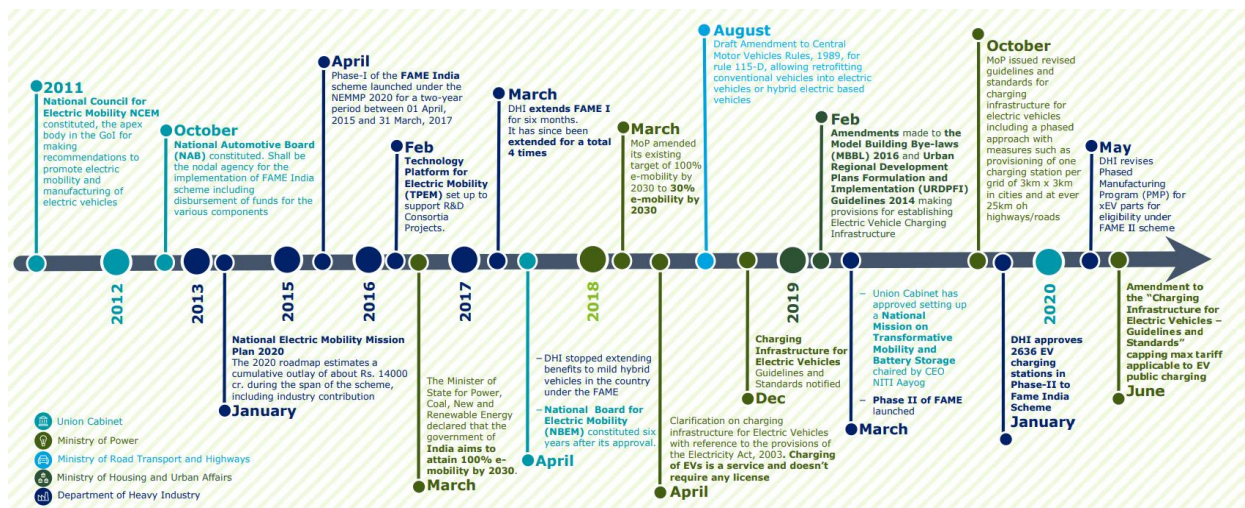 2011
National Council for
Electric Mobility NCEM
constituted, the apex
body in the GoI for
making
recommendations to
promote electric
mobility and
manufacturing of
electric vehicles
October
National Automotive Board
(NAB) constituted. Shall be
the nodal agency for the
implementation of FAME India
scheme including
disbursement of funds for the
various components
April
Phase-I of the FAME India
scheme launched under the
NEMMP 2020 for a two-year
period between 01 April,
2015 and 31 March, 2017
Feb
Technology
Platform for
Electric Mobility
(TPEM) set up to
support R&D
Consortia
Projects.
March
DHI extends FAME I
for six months.
It has since been
extended for a total
4 times
March
MoP amended
its existing
target of 100%
e-mobility by
2030 to 30%
e-mobility by
2030
August
Draft Amendment to Central
Motor Vehicles Rules, 1989, for
rule 115-D, allowing retrofitting
conventional vehicles into electric
vehicles or hybrid electric based
vehicles
Feb
Amendments made to the
Model Building Bye-laws
(MBBL) 2016 and Urban
Regional Development
Plans Formulation and
Implementation (URDPFI)
Guidelines 2014 making
provisions for establishing
Electric Vehicle Charging
Infrastructure
October
MoP issued revised
guidelines and
standards for
charging
infrastructure for
electric vehicles
including a phased
approach with
measures such as
provisioning of one
charging station per
grid of 3km x 3km
in cities and at ever
25km oh
highways/roads
May
DHI revises
Phased
Manufacturing
Program (PMP) for
xEV parts for
eligibility under
FAME II scheme
2012
2013
2015
2016
2017
2018
2019
2020
National Electric Mobility Mission
Plan 2020
The 2020 roadmap estimates a
cumulative outlay of about Rs. 14000
cr. during the span of the scheme,
including industry contribution
January
The Minister of
State for Power,
Coal, New and
Renewable Energy
declared that the
government of
India aims to
attain 100% e-
mobility by 2030.
March
– DHI stopped extending
benefits to mild hybrid
vehicles in the country
under the FAME
– National Board for
Electric Mobility
(NBEM) constituted six
years after its approval.
April
Clarification on charging
infrastructure for Electric Vehicles
with reference to the provisions of
the Electricity Act, 2003. Charging
of EVs is a service and doesn't
require any license
April
Charging
Infrastructure for
Electric Vehicles
Guidelines and
Standards notified
Dec
– Union Cabinet has
approved setting up
a National
Mission on
Transformative
Mobility and
Battery Storage
chaired by CEO
NITI Aayog
– Phase II of FAME
launched
March
DHI approves
2636 EV
charging
stations in
Phase-II to
Fame India
Scheme
January
Amendment to
the "Charging
Infrastructure for
Electric Vehicles –
Guidelines and
Standards"
capping max tariff
applicable to EV
public charging
June
Union Cabinet
Ministry of Power
Ministry of Road Transport and Highways
Ministry of Housing and Urban Affairs
Department of Heavy Industry